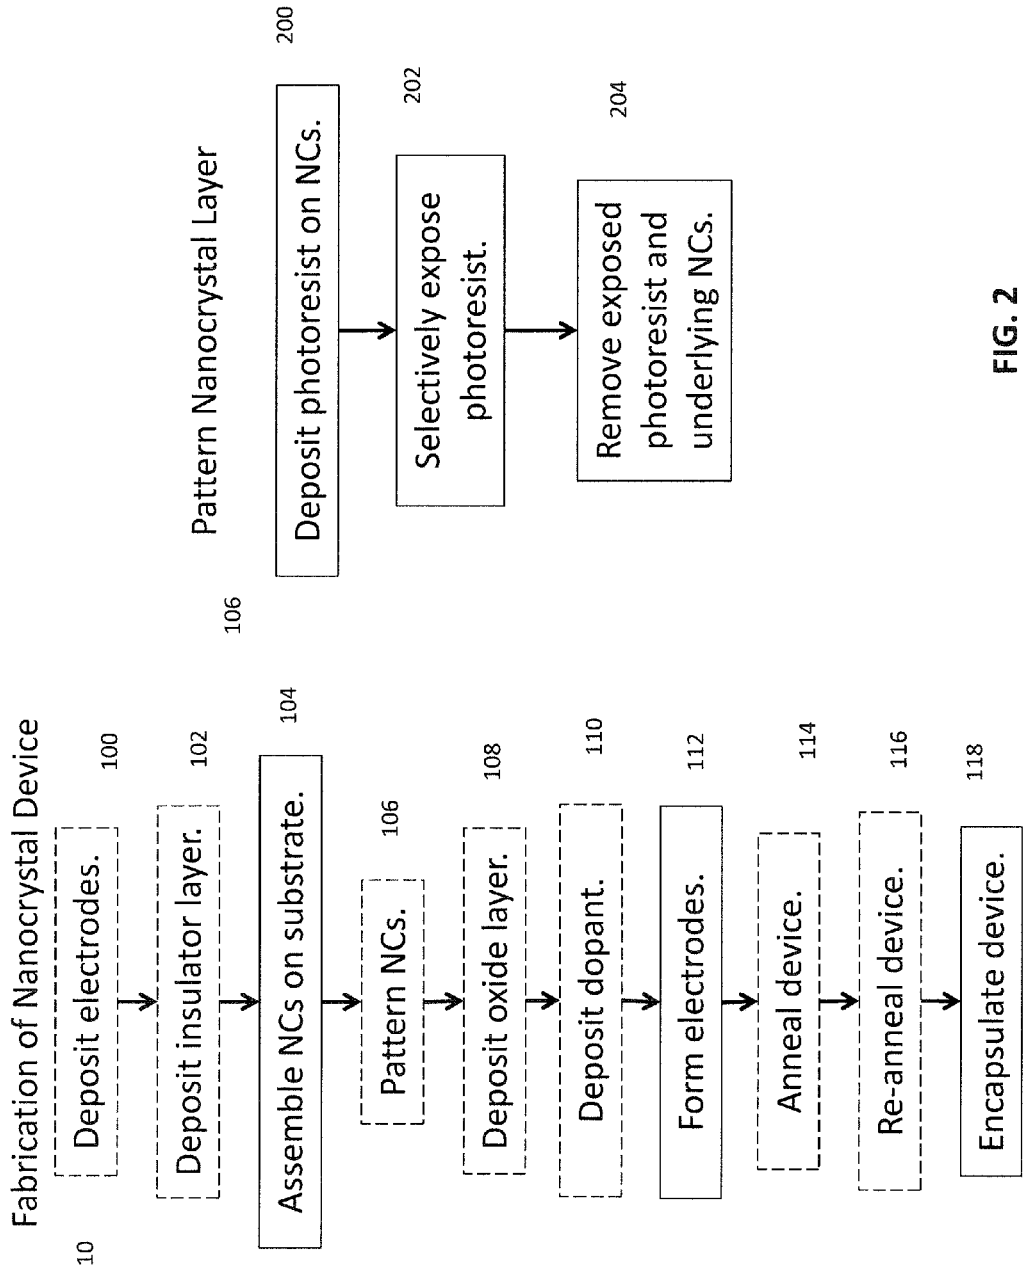 Fabrication of Nanocrystal Device
10
Deposit electrodes.
100
Deposit insulator layer.
102
Assemble NCs on substrate.
104
Pattern NCs.
106
Deposit oxide layer.
108
Deposit dopant.
110
Form electrodes.
112
Anneal device.
114
Re-anneal device.
116
Encapsulate device.
118
Pattern Nanocrystal Layer
106
Deposit photoresist on NCs.
200
Selectively expose
photoresist.
202
Remove exposed
photoresist and
underlying NCs.
204
FIG. 2